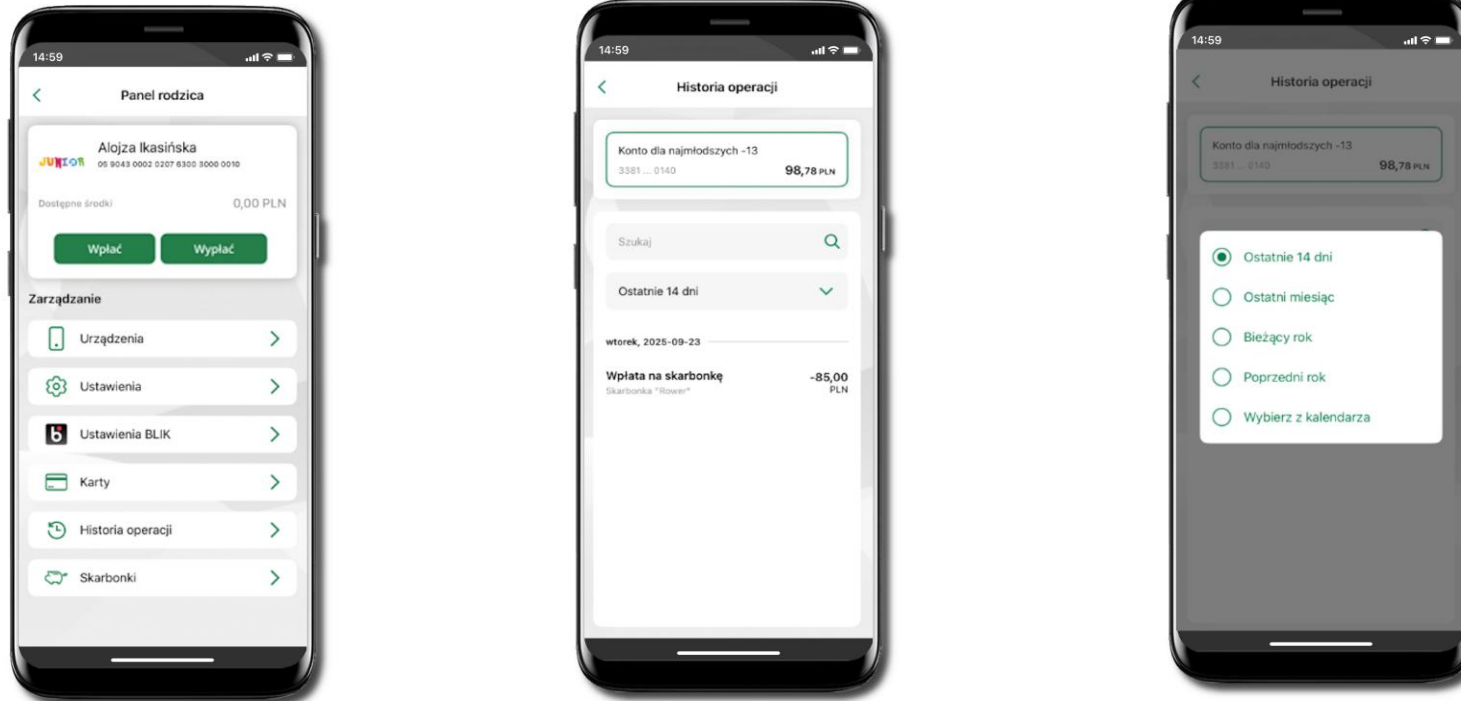 14:59
Panel rodzica
JUNIOR
Alojza Ikasińska
05 9043 0002 0207 6300 3000 0010
Dostępne środki 0,00 PLN
Wpłać Wypłać
Zarządzanie
Urządzenia
Ustawienia
Ustawienia BLIK
Karty
Historia operacji
Skarbonki
14:59
Historia operacji
Konto dla najmłodszych -13
3381 ... 0140 98,78 PLN
Szukaj
Ostatnie 14 dni
wtorek, 2025-09-23
Wpłata na skarbonkę -85,00
Skarbonka "Rower" PLN
14:59
Historia operacji
Konto dla najmłodszych -13
3381 ... 0140 98,78 PLN
Ostatnie 14 dni
Ostatni miesiąc
Bieżący rok
Poprzedni rok
Wybierz z kalendarza